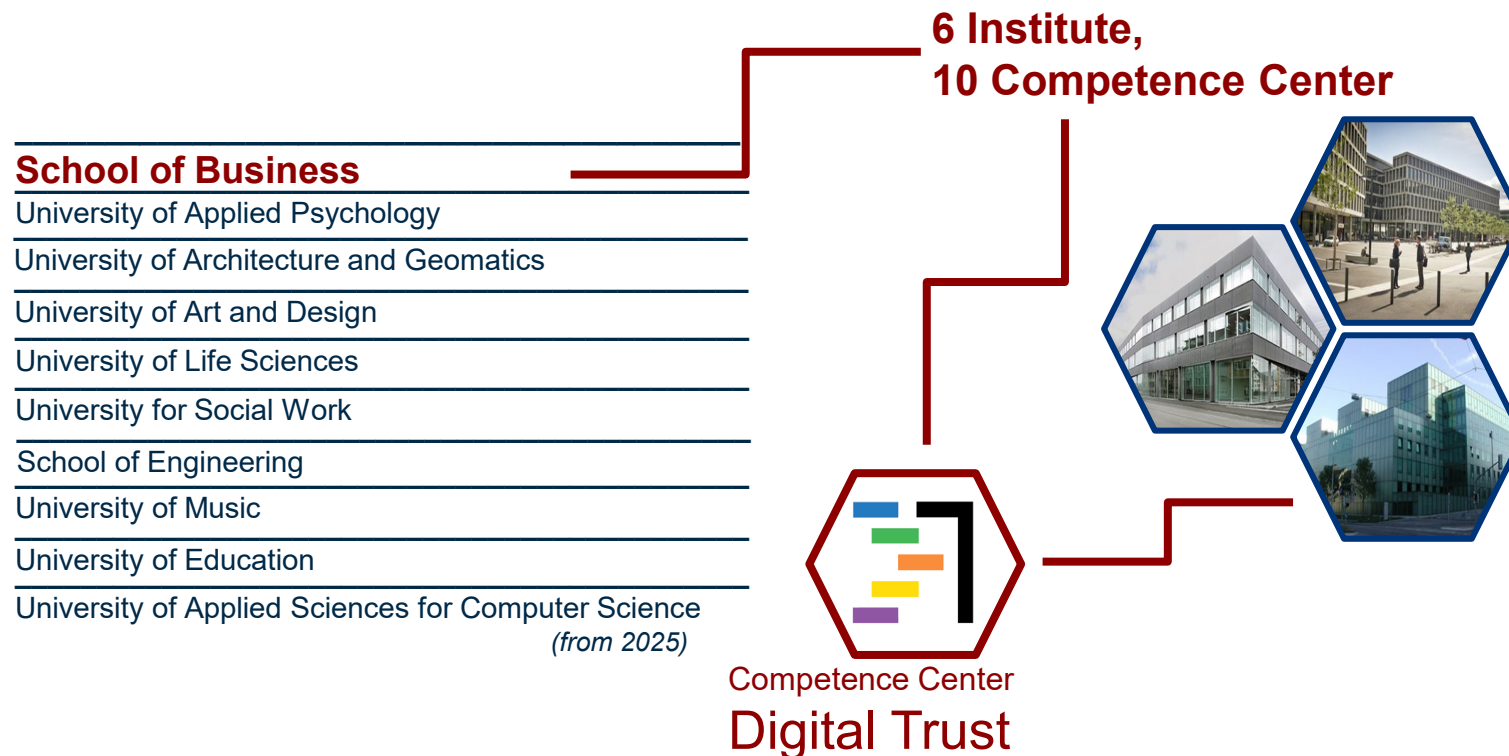 6 Institute,
10 Competence Center
School of Business
University of Applied Psychology
University of Architecture and Geomatics
University of Art and Design
University of Life Sciences
University for Social Work
School of Engineering
University of Music
University of Education
University of Applied Sciences for Computer Science
(from 2025)
Competence Center
Digital Trust